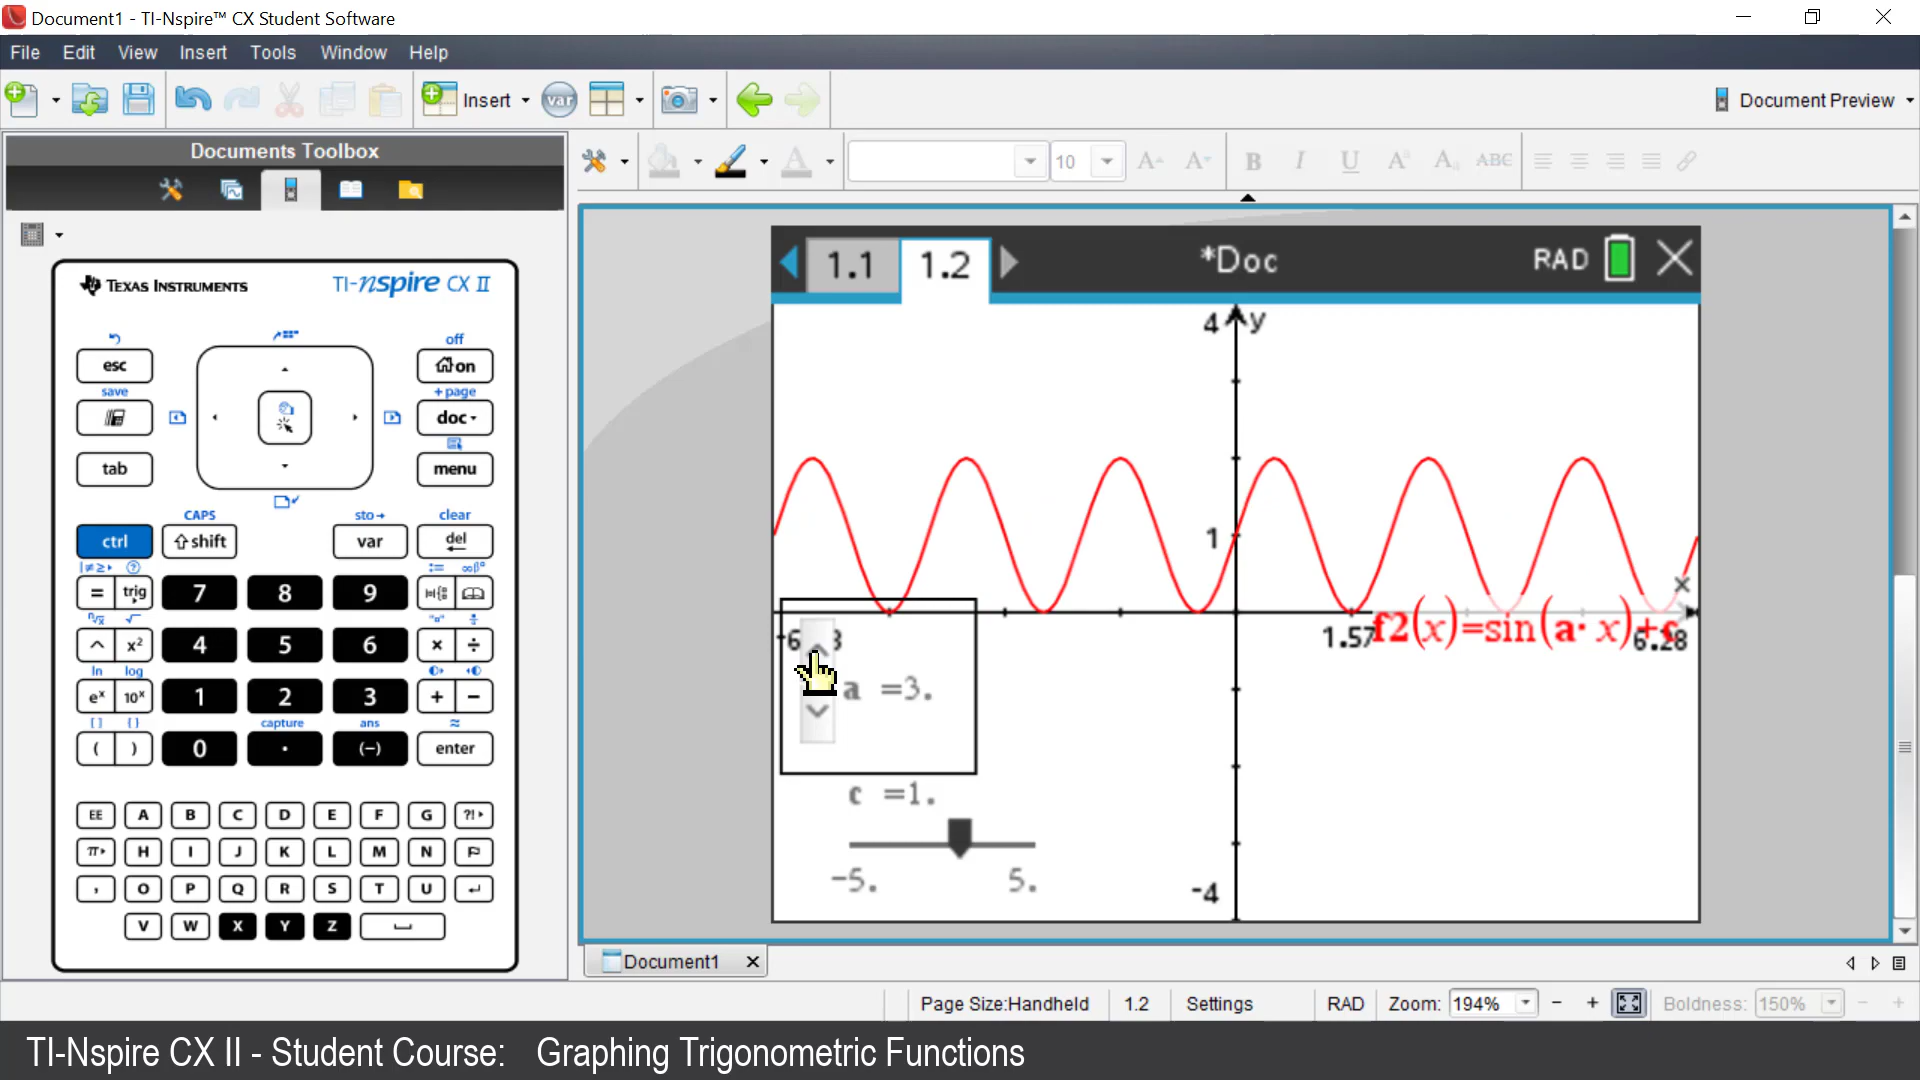 Document1 - TI-Nspire™ CX Student Software
File Edit View Insert Tools Window Help
Insert var Document Preview
Documents Toolbox
10 A A B I U A A ABC
TEXAS INSTRUMENTS TI-nspire CX II
off
esc on
save + page
doc
tab menu
CAPS sto→ clear
ctrl shift var del
= trig 7 8 9
^ x² 4 5 6 × ÷
ln log
eˣ 10ˣ 1 2 3 + −
[ ] { } capture ans ≈
( ) 0 . (−) enter
EE A B C D E F G ?!▸
π▸ H I J K L M N
, O P Q R S T U
V W X Y Z
1.1 1.2 *Doc RAD
4 y
1
x
1.57 f2(x)=sin(a·x)+c 6.28
a =3.
c =1.
-5. 5.
-4
Document1
Page Size:Handheld 1.2 Settings RAD Zoom: 194% − + Boldness: 150% − +
TI-Nspire CX II - Student Course: Graphing Trigonometric Functions